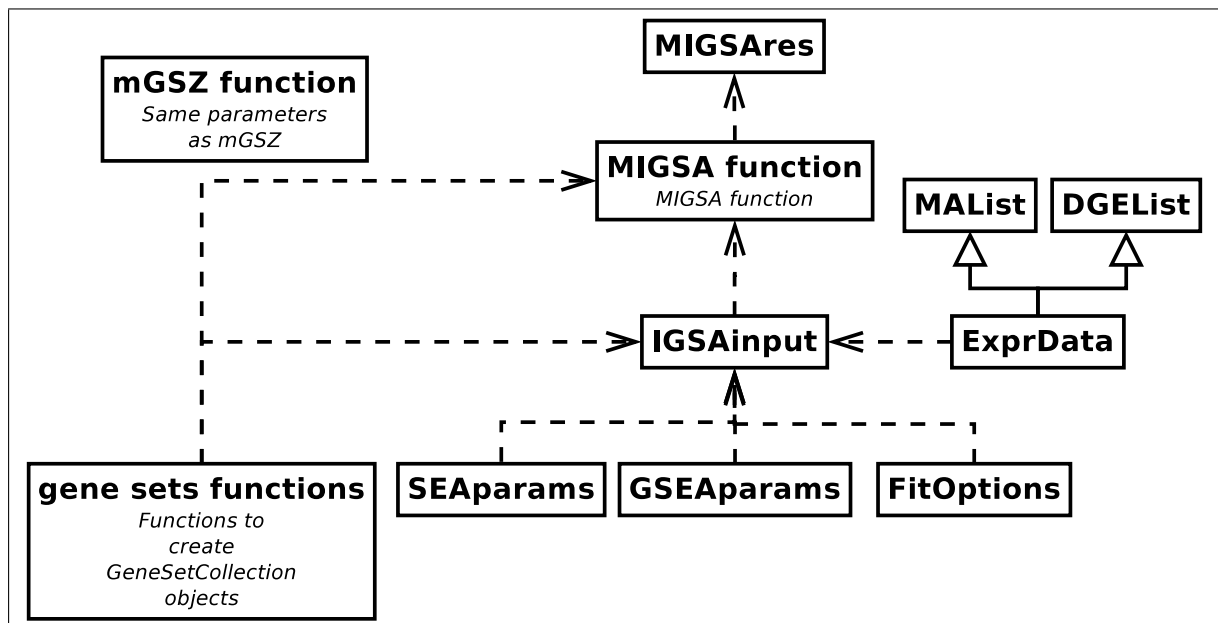 MIGSAres
mGSZ function
Same parameters
as mGSZ
MIGSA function
MIGSA function
MAList
DGEList
IGSAinput
ExprData
gene sets functions
Functions to
create
GeneSetCollection
objects
SEAparams
GSEAparams
FitOptions